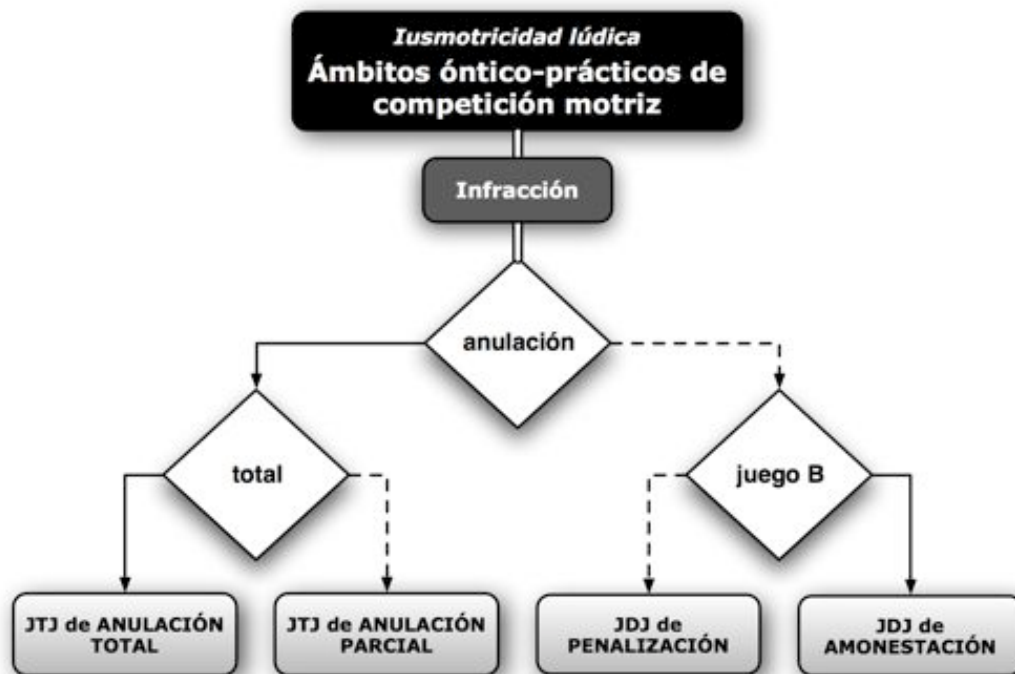 Iusmotricidad lúdica
Ámbitos óntico-prácticos de
competición motriz
Infracción
anulación
total
juego B
JTJ de ANULACIÓN
TOTAL
JTJ de ANULACIÓN
PARCIAL
JDJ de
PENALIZACIÓN
JDJ de
AMONESTACIÓN